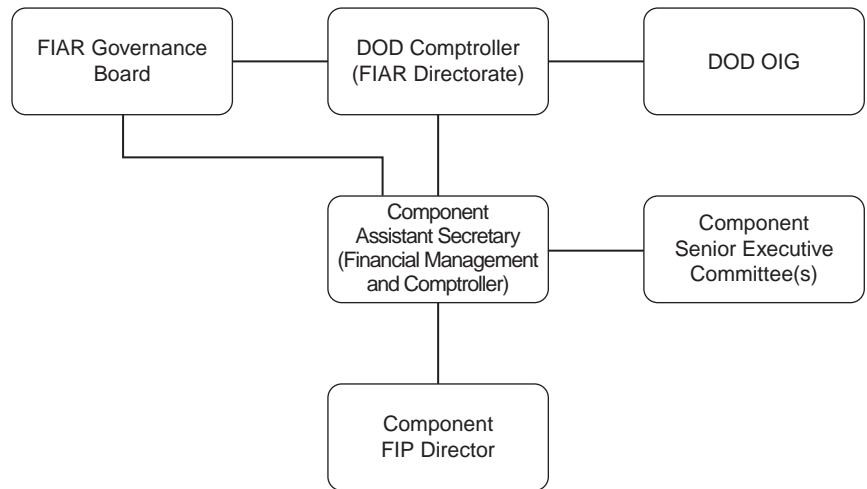 FIAR Governance
Board
DOD Comptroller
(FIAR Directorate)
DOD OIG
Component
Assistant Secretary
(Financial Management
and Comptroller)
Component
Senior Executive
Committee(s)
Component
FIP Director